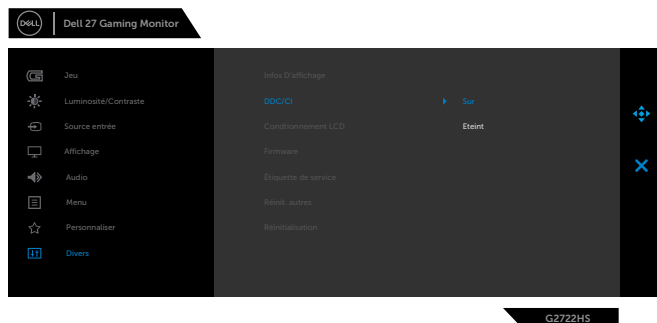 DELL
Dell 27 Gaming Monitor
Jeu
Luminosité/Contraste
Source entrée
Affichage
Audio
Menu
Personnaliser
Divers
Infos D'affichage
DDC/CI
Sur
Eteint
Condtionnement LCD
Firmware
Étiquette de service
Réinit. autres
Réinitialisation
G2722HS